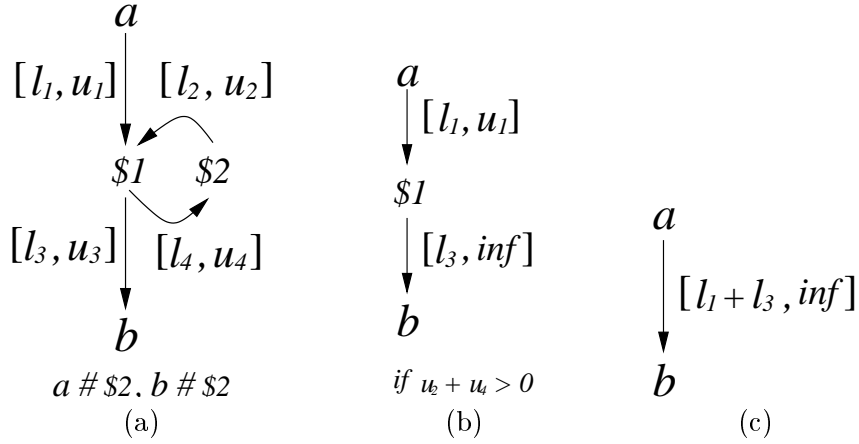 a
[l1, u1] [l2, u2]
$1 $2
[l3, u3] [l4, u4]
b
a # $2, b # $2
(a)
a
[l1, u1]
$1
[l3, inf]
b
if u2 + u4 > 0
(b)
a
[l1 + l3, inf]
b
(c)